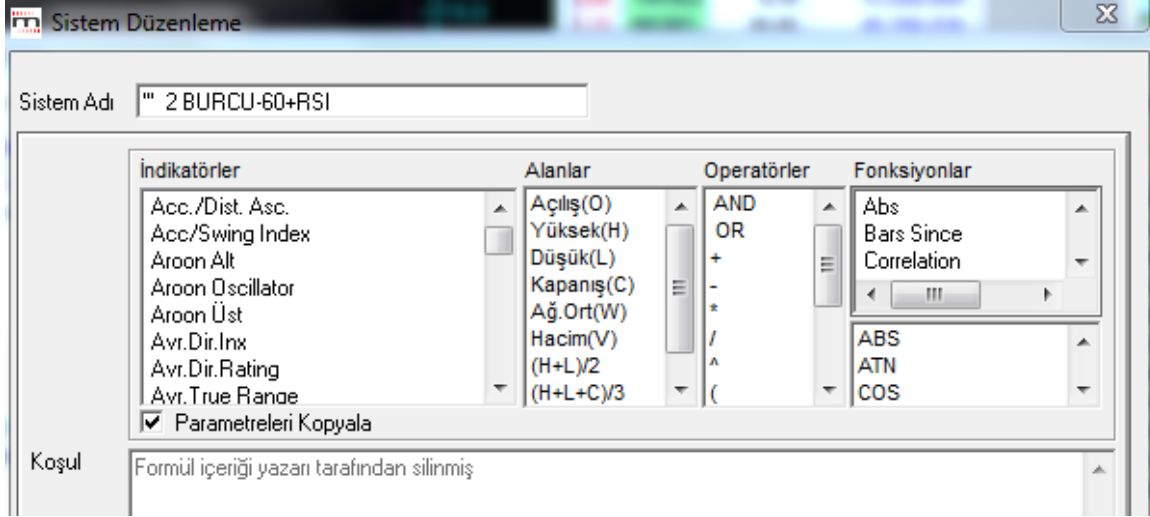 Sistem Düzenleme
Sistem Adı
''' 2 BURCU-60+RSI
İndikatörler
Acc./Dist. Asc.
Acc/Swing Index
Aroon Alt
Aroon Oscillator
Aroon Üst
Avr.Dir.Inx
Avr.Dir.Rating
Avr.True Range
Parametreleri Kopyala
Alanlar
Açılış(O)
Yüksek(H)
Düşük(L)
Kapanış(C)
Ağ.Ort(W)
Hacim(V)
(H+L)/2
(H+L+C)/3
Operatörler
AND
OR
+
-
*
/
^
(
Fonksiyonlar
Abs
Bars Since
Correlation
ABS
ATN
COS
Koşul
Formül içeriği yazarı tarafından silinmiş